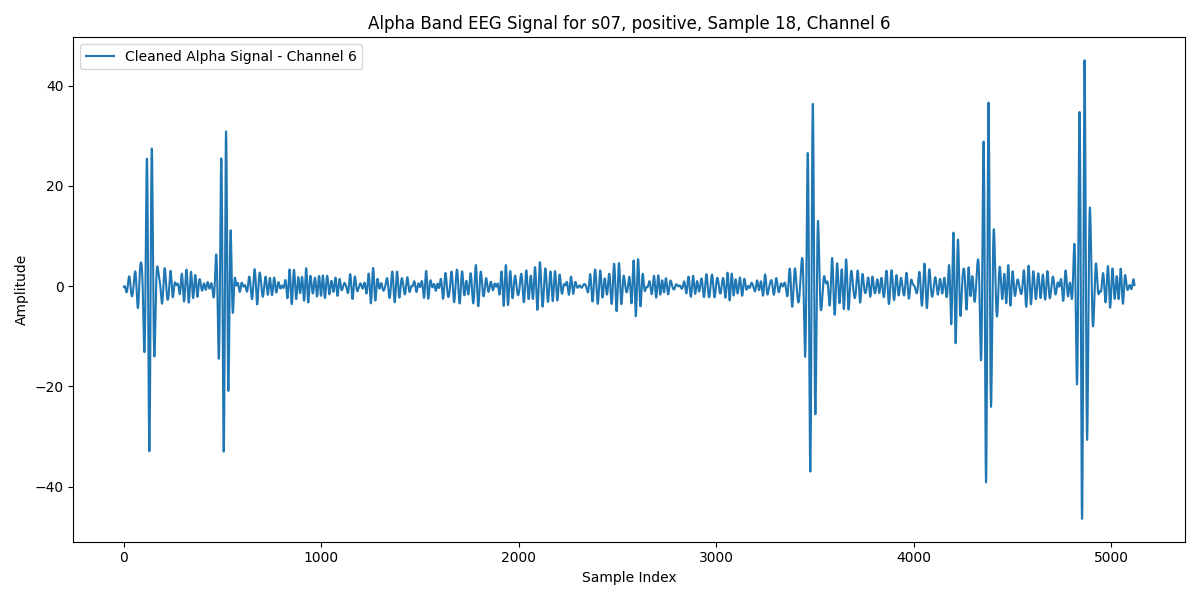 Alpha Band EEG Signal for s07, positive, Sample 18, Channel 6
Cleaned Alpha Signal - Channel 6
Amplitude
40
20
0
−20
−40
0 1000 2000 3000 4000 5000
Sample Index